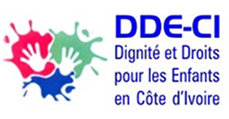 DDE-CI
Dignité et Droits
pour les Enfants
en Côte d'Ivoire